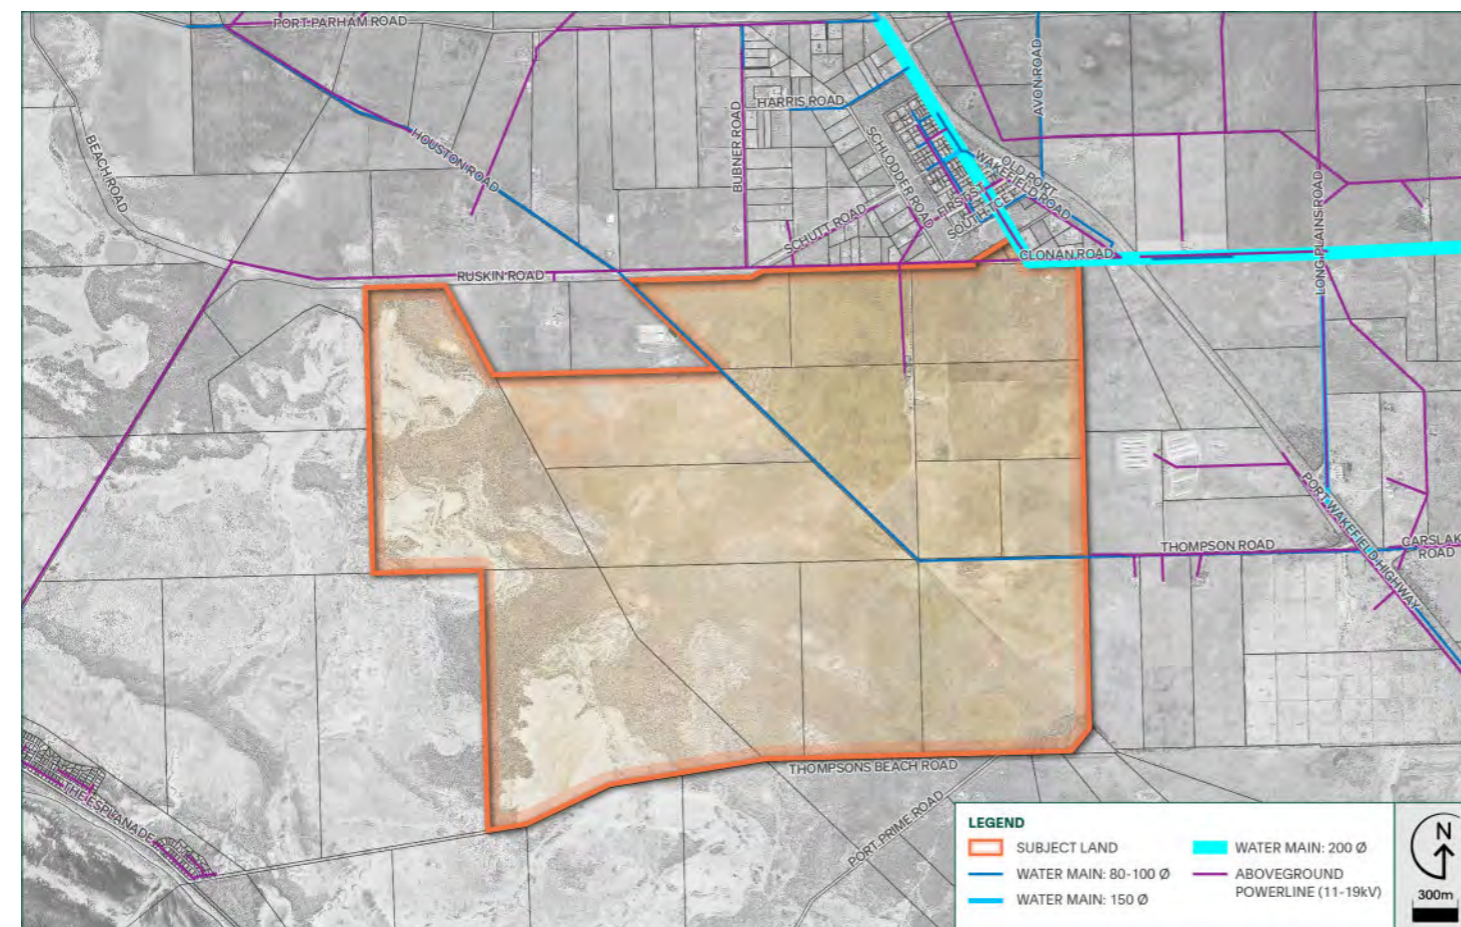 PORT PARHAM ROAD
AVON ROAD
HARRIS ROAD
BUBNER ROAD
BEACH ROAD
HOUSTON ROAD
SCHLODDER ROAD
OLD PORT
WAKEFIELD ROAD
FIRST ST
SOUTH TCE
SCHUTT ROAD
LONG PLAINS ROAD
CLONAN ROAD
RUSKIN ROAD
THOMPSON ROAD
CARSLAK
ROAD
PORT WAKEFIELD HIGHWAY
THOMPSONS BEACH ROAD
THE ESPLANADE
PORT PRIME ROAD
LEGEND
SUBJECT LAND
WATER MAIN: 80-100 Ø
WATER MAIN: 150 Ø
WATER MAIN: 200 Ø
ABOVEGROUND
POWERLINE (11-19kV)
N
300m